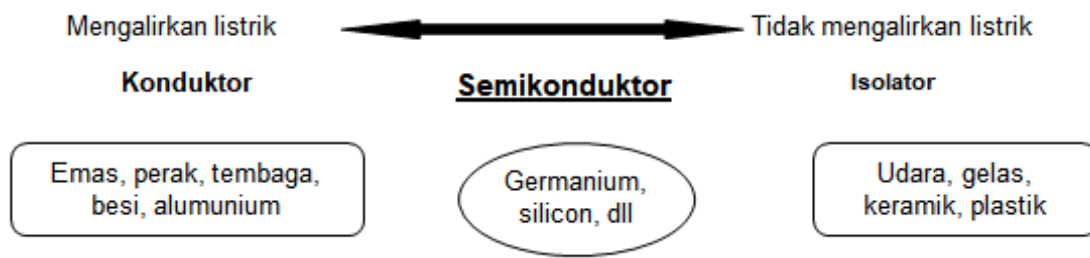 Mengalirkan listrik
Tidak mengalirkan listrik
Konduktor
Semikonduktor
Isolator
Emas, perak, tembaga,
besi, alumunium
Germanium,
silicon, dll
Udara, gelas,
keramik, plastik